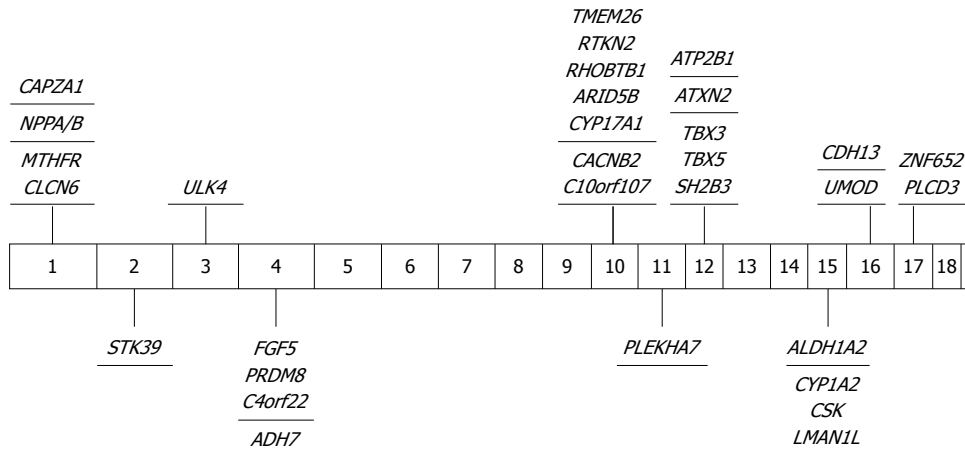 TMEM26
RTKN2
RHOBTB1
ARID5B
CYP17A1
CACNB2
C10orf107
ATP2B1
ATXN2
TBX3
TBX5
SH2B3
CAPZA1
NPPA/B
MTHFR
CLCN6
ULK4
CDH13
UMOD
ZNF652
PLCD3
1 2 3 4 5 6 7 8 9 10 11 12 13 14 15 16 17 18
STK39
FGF5
PRDM8
C4orf22
ADH7
PLEKHA7
ALDH1A2
CYP1A2
CSK
LMAN1L